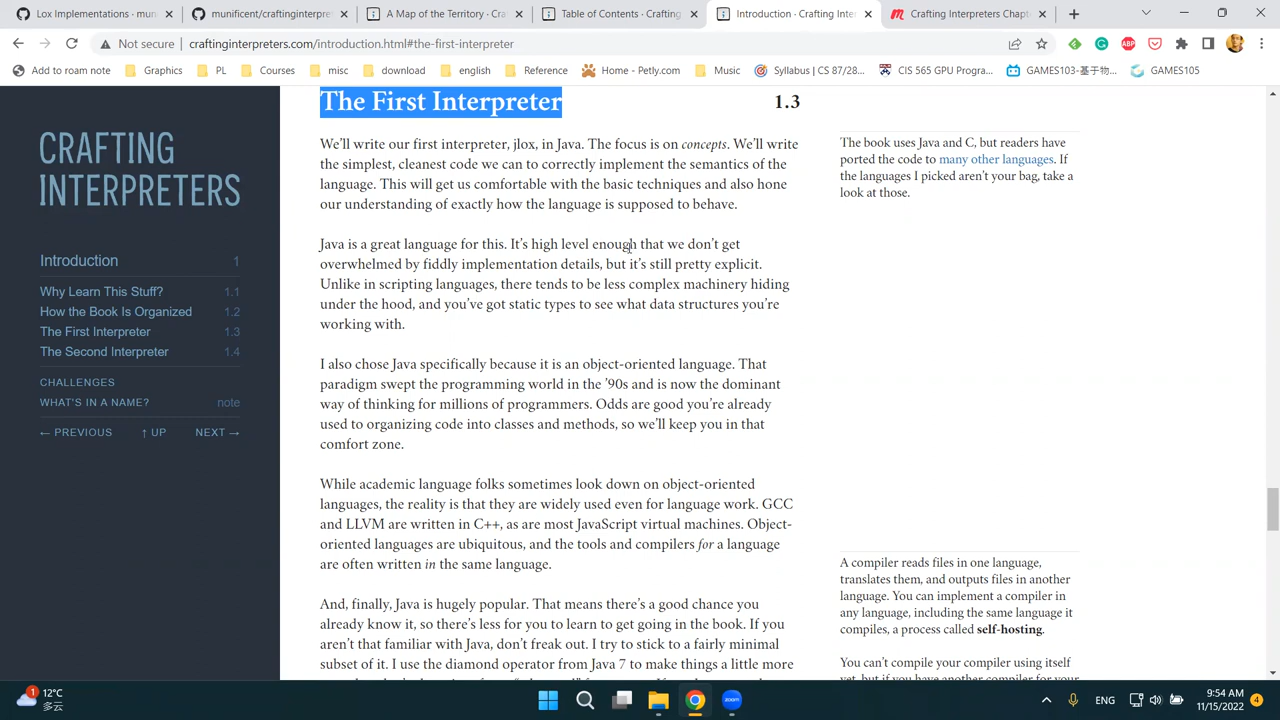 Lox Implementations · mun
munificent/craftinginterpre
A Map of the Territory · Cra
Table of Contents · Crafting
Introduction · Crafting Inter
Crafting Interpreters Chapt
Not secure
craftinginterpres.com/introduction.html#the-first-interpreter
Add to roam note
Graphics
PL
Courses
misc
download
english
Reference
Home - Petly.com
Music
Syllabus | CS 87/28...
CIS 565 GPU Progra...
GAMES103-基于物...
GAMES105
CRAFTING
INTERPRETERS
Introduction 1
Why Learn This Stuff? 1.1
How the Book Is Organized 1.2
The First Interpreter 1.3
The Second Interpreter 1.4
CHALLENGES
WHAT'S IN A NAME? note
← PREVIOUS ↑ UP NEXT →
The First Interpreter 1.3
We'll write our first interpreter, jlox, in Java. The focus is on concepts. We'll write
the simplest, cleanest code we can to correctly implement the semantics of the
language. This will get us comfortable with the basic techniques and also hone
our understanding of exactly how the language is supposed to behave.
Java is a great language for this. It's high level enough that we don't get
overwhelmed by fiddly implementation details, but it's still pretty explicit.
Unlike in scripting languages, there tends to be less complex machinery hiding
under the hood, and you've got static types to see what data structures you're
working with.
I also chose Java specifically because it is an object-oriented language. That
paradigm swept the programming world in the '90s and is now the dominant
way of thinking for millions of programmers. Odds are good you're already
used to organizing code into classes and methods, so we'll keep you in that
comfort zone.
While academic language folks sometimes look down on object-oriented
languages, the reality is that they are widely used even for language work. GCC
and LLVM are written in C++, as are most JavaScript virtual machines. Object-
oriented languages are ubiquitous, and the tools and compilers for a language
are often written in the same language.
And, finally, Java is hugely popular. That means there's a good chance you
already know it, so there's less for you to learn to get going in the book. If you
aren't that familiar with Java, don't freak out. I try to stick to a fairly minimal
subset of it. I use the diamond operator from Java 7 to make things a little more
The book uses Java and C, but readers have
ported the code to many other languages. If
the languages I picked aren't your bag, take a
look at those.
A compiler reads files in one language,
translates them, and outputs files in another
language. You can implement a compiler in
any language, including the same language it
compiles, a process called self-hosting.
You can't compile your compiler using itself
yet, but if you have another compiler for your
1
12°C
多云
zoom
ENG
9:54 AM
11/15/2022
4